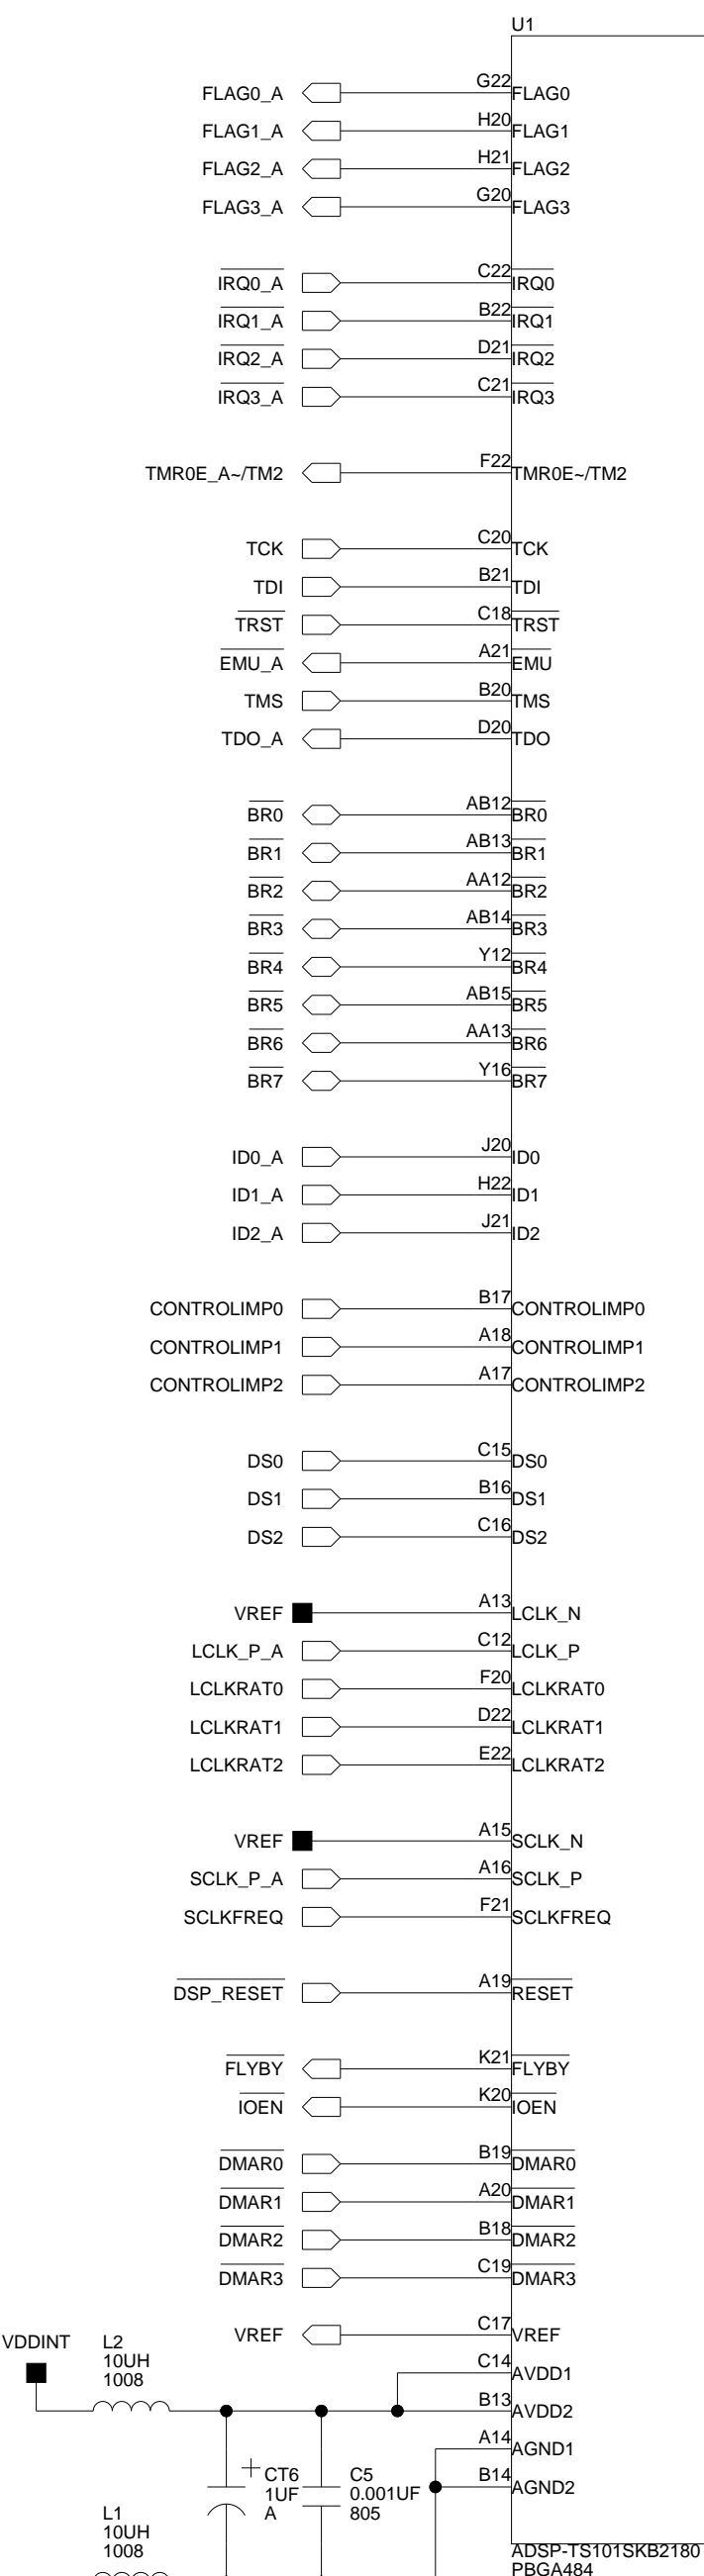 U1
FLAG0_A G22 FLAG0
FLAG1_A H20 FLAG1
FLAG2_A H21 FLAG2
FLAG3_A G20 FLAG3
IRQ0_A C22 IRQ0
IRQ1_A B22 IRQ1
IRQ2_A D21 IRQ2
IRQ3_A C21 IRQ3
TMR0E_A~/TM2 F22 TMR0E~/TM2
TCK C20 TCK
TDI B21 TDI
TRST C18 TRST
EMU_A A21 EMU
TMS B20 TMS
TDO_A D20 TDO
BR0 AB12 BR0
BR1 AB13 BR1
BR2 AA12 BR2
BR3 AB14 BR3
BR4 Y12 BR4
BR5 AB15 BR5
BR6 AA13 BR6
BR7 Y16 BR7
ID0_A J20 ID0
ID1_A H22 ID1
ID2_A J21 ID2
CONTROLIMP0 B17 CONTROLIMP0
CONTROLIMP1 A18 CONTROLIMP1
CONTROLIMP2 A17 CONTROLIMP2
DS0 C15 DS0
DS1 B16 DS1
DS2 C16 DS2
VREF A13 LCLK_N
LCLK_P_A C12 LCLK_P
LCLKRAT0 F20 LCLKRAT0
LCLKRAT1 D22 LCLKRAT1
LCLKRAT2 E22 LCLKRAT2
VREF A15 SCLK_N
SCLK_P_A A16 SCLK_P
SCLKFREQ F21 SCLKFREQ
DSP_RESET A19 RESET
FLYBY K21 FLYBY
IOEN K20 IOEN
DMAR0 B19 DMAR0
DMAR1 A20 DMAR1
DMAR2 B18 DMAR2
DMAR3 C19 DMAR3
VREF C17 VREF
VDDINT
L2
10UH
1008
C14 AVDD1
B13 AVDD2
A14 AGND1
B14 AGND2
+ CT6
1UF
A
C5
0.001UF
805
L1
10UH
1008
ADSP-TS101SKB2180
PBGA484